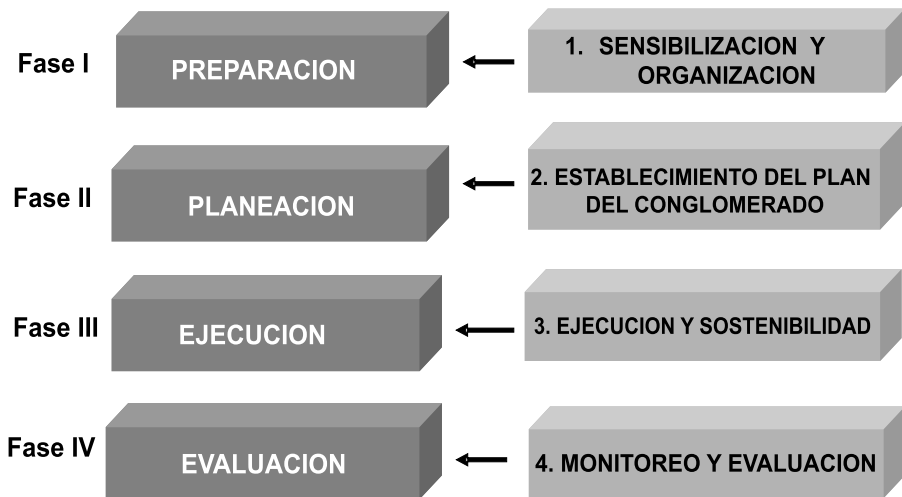 Fase I
PREPARACION
1. SENSIBILIZACION Y
ORGANIZACION
Fase II
PLANEACION
2. ESTABLECIMIENTO DEL PLAN
DEL CONGLOMERADO
Fase III
EJECUCION
3. EJECUCION Y SOSTENIBILIDAD
Fase IV
EVALUACION
4. MONITOREO Y EVALUACION